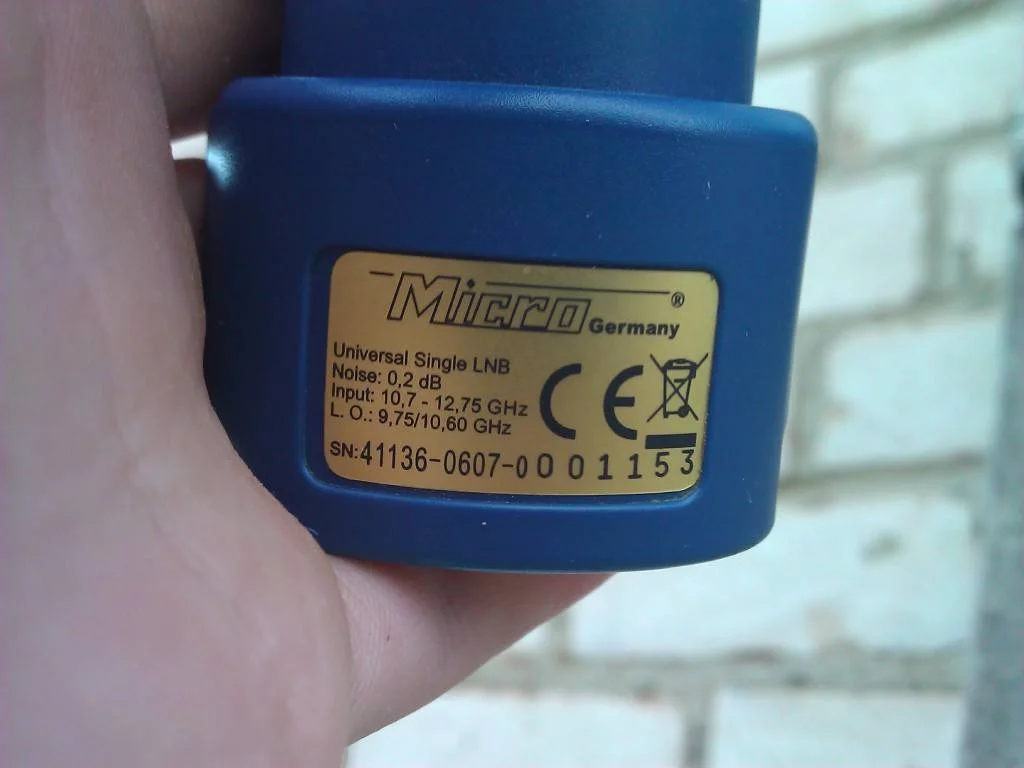 Micro®
Germany
Universal Single LNB
Noise: 0,2 dB
Input: 10,7 - 12,75 GHz
L. O.: 9,75/10,60 GHz
CE
SN:41136-0607-0001153